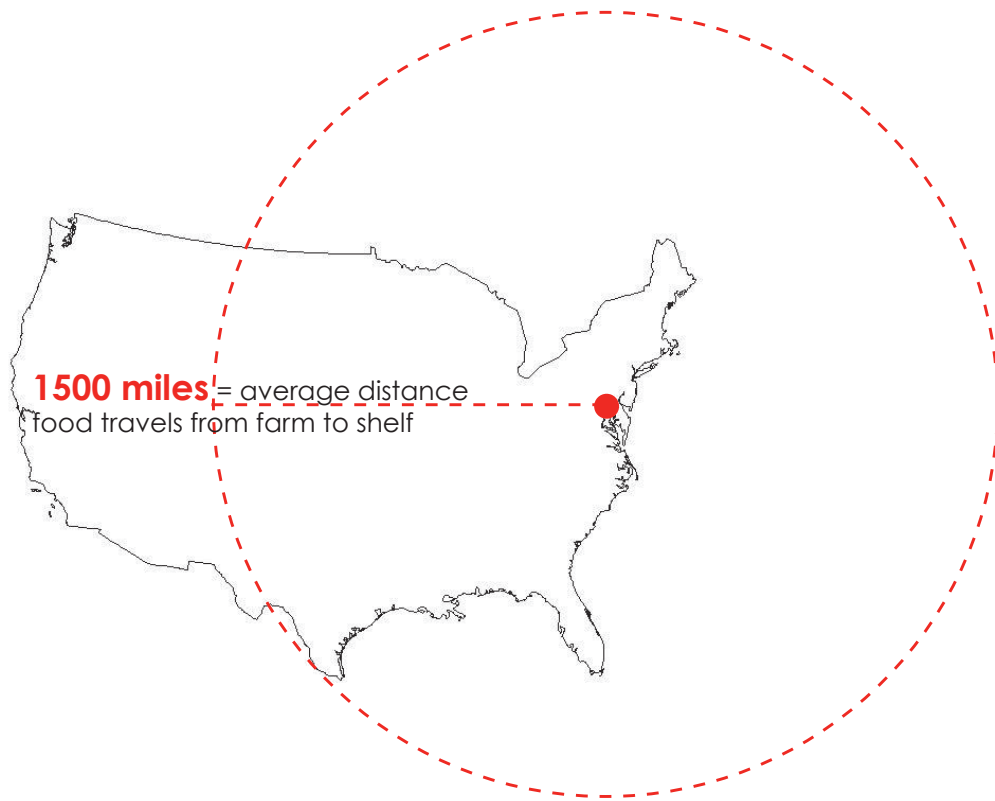 1500 miles = average distance
food travels from farm to shelf